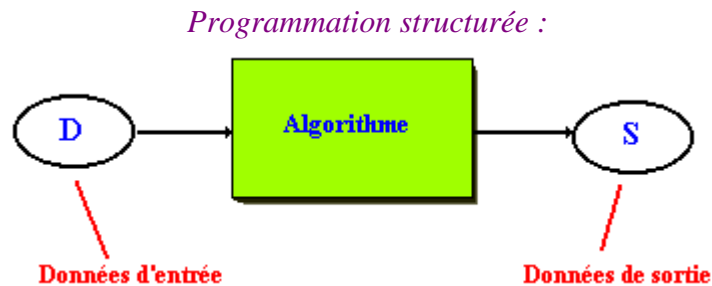 Programmation structurée :
D
Algorithme
S
Données d'entrée
Données de sortie